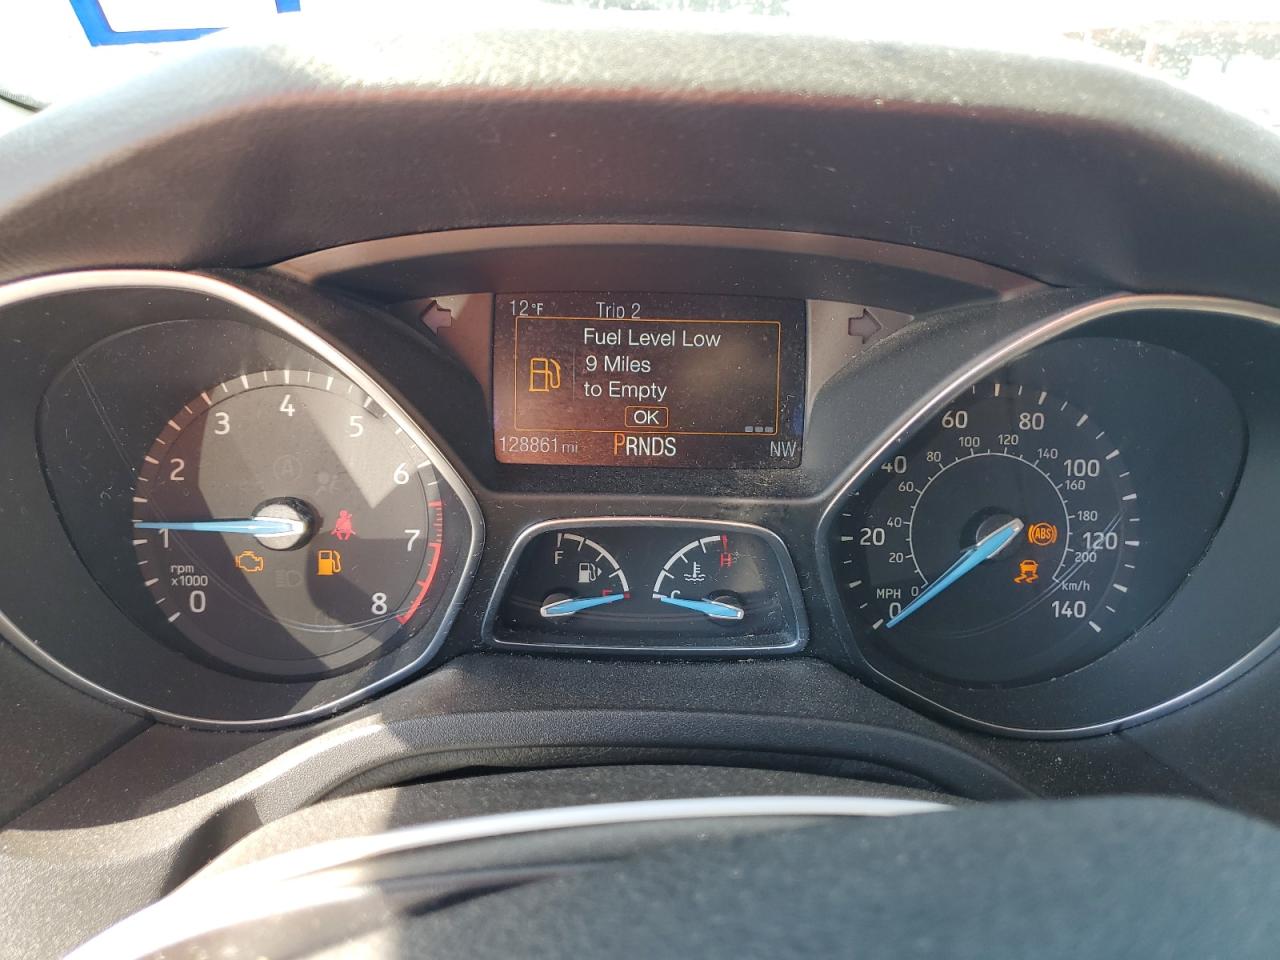 12°F Trip 2
Fuel Level Low
9 Miles
to Empty
OK
128861mi PRNDS NW
0 1 2 3 4 5 6 7 8
rpm
x1000
A
F
E
H
C
0 20 40 60 80 100 120 140
MPH
0 20 40 60 80 100 120 140 160 180 200
km/h
ABS